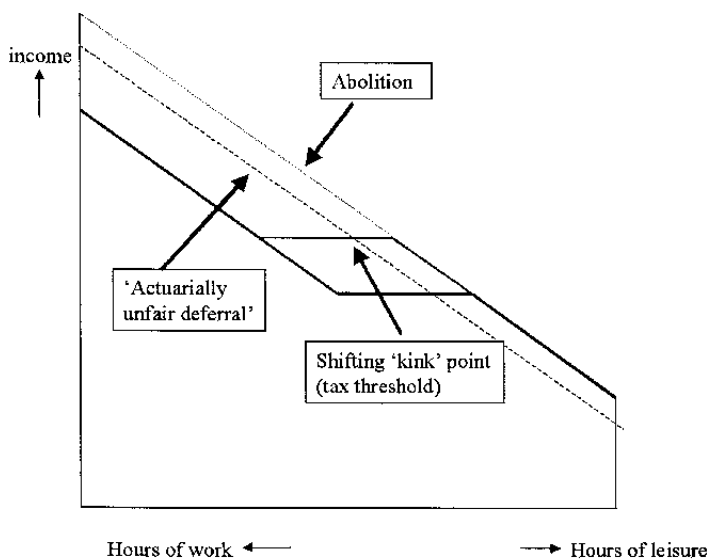 income
Abolition
‘Actuarially
unfair deferral’
Shifting ‘kink’ point
(tax threshold)
Hours of work
Hours of leisure